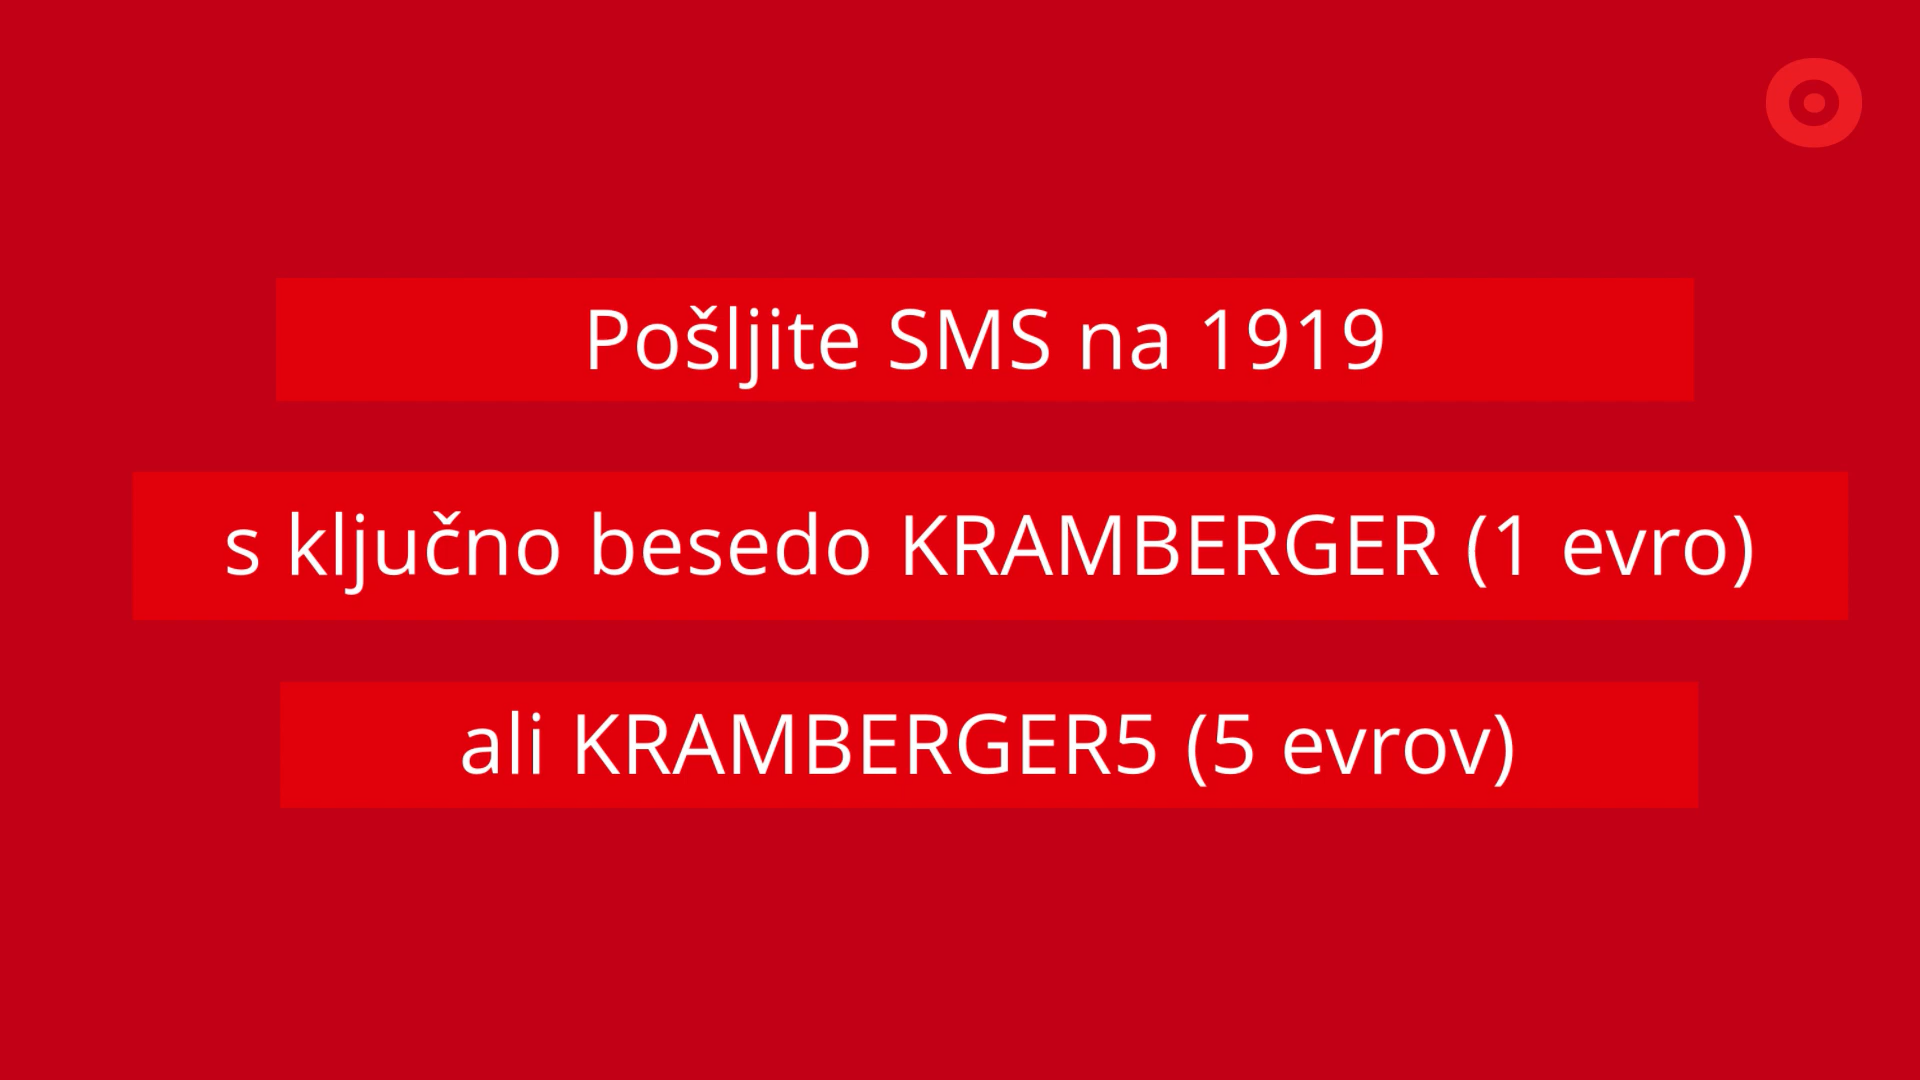 Pošljite SMS na 1919
s ključno besedo KRAMBERGER (1 evro)
ali KRAMBERGER5 (5 evrov)